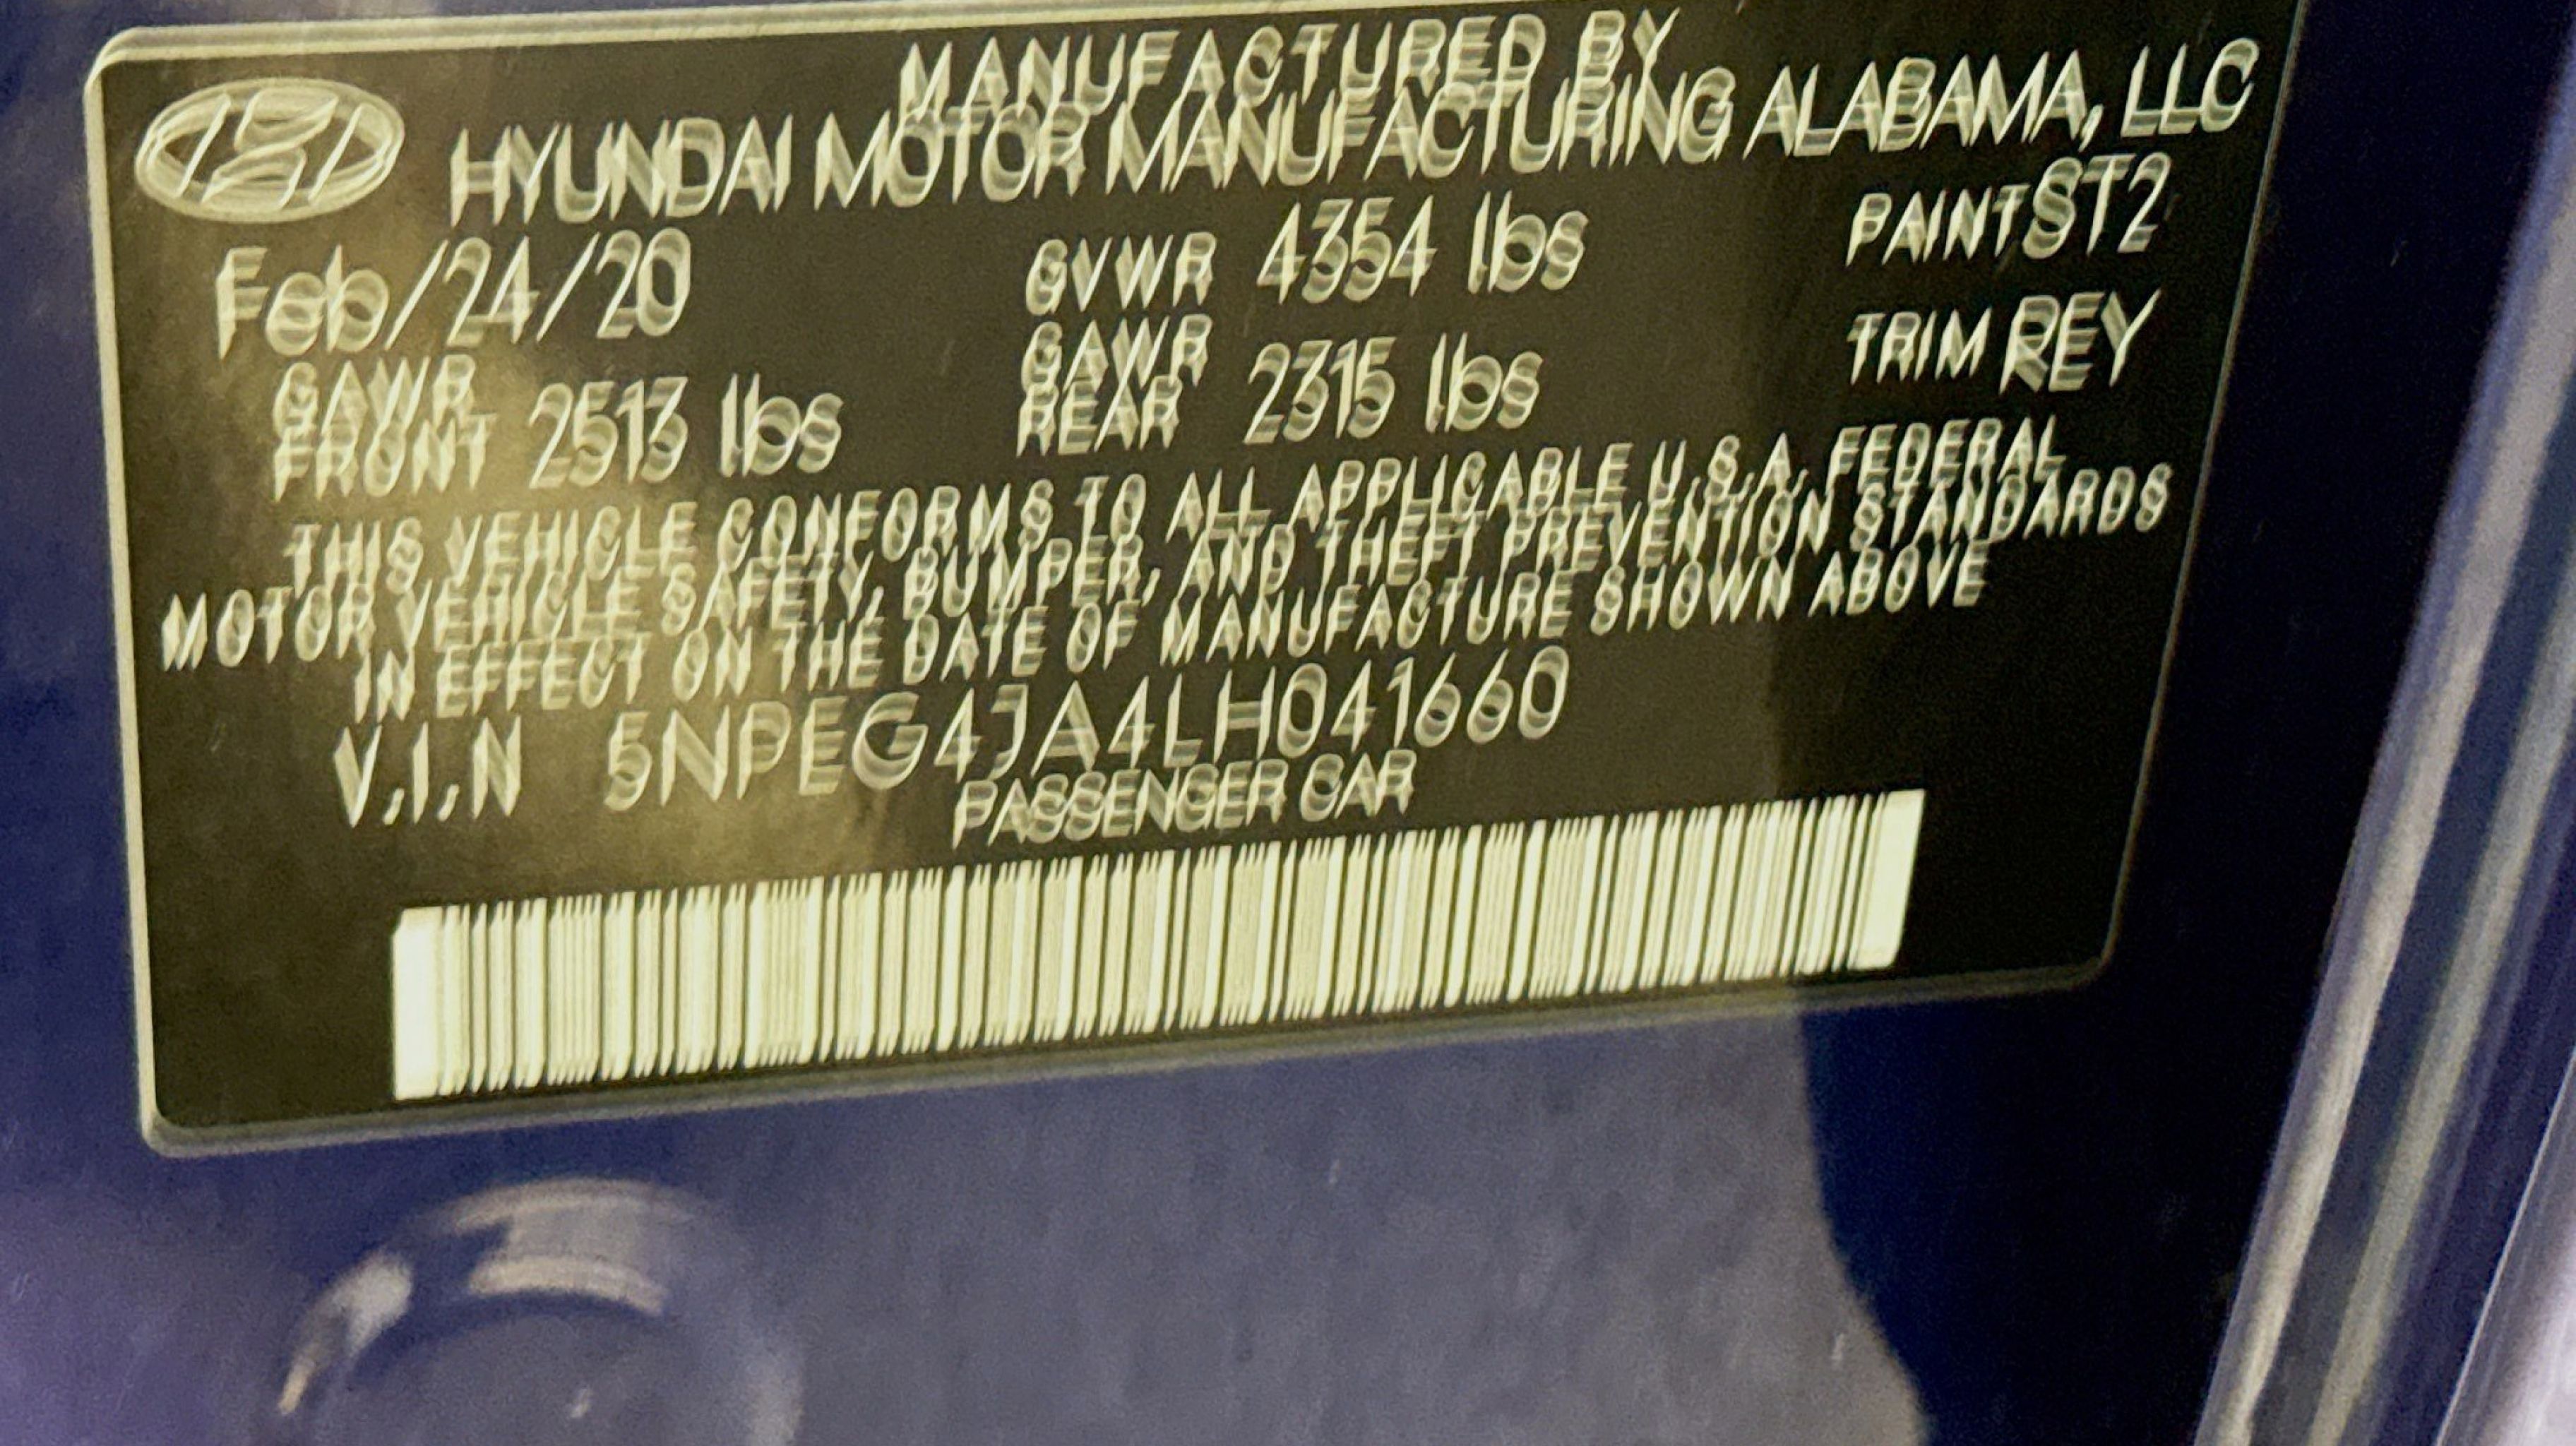 MANUFACTURED BY
HYUNDAI MOTOR MANUFACTURING ALABAMA, LLC
Feb/24/20 GVWR 4354 lbs PAINT ST2
GAWR FRONT 2513 lbs GAWR REAR 2315 lbs TRIM REY
THIS VEHICLE CONFORMS TO ALL APPLICABLE U.S.A. FEDERAL
MOTOR VEHICLE SAFETY, BUMPER, AND THEFT PREVENTION STANDARDS
IN EFFECT ON THE DATE OF MANUFACTURE SHOWN ABOVE
V.I.N 5NPEG4JA4LH041660
PASSENGER CAR